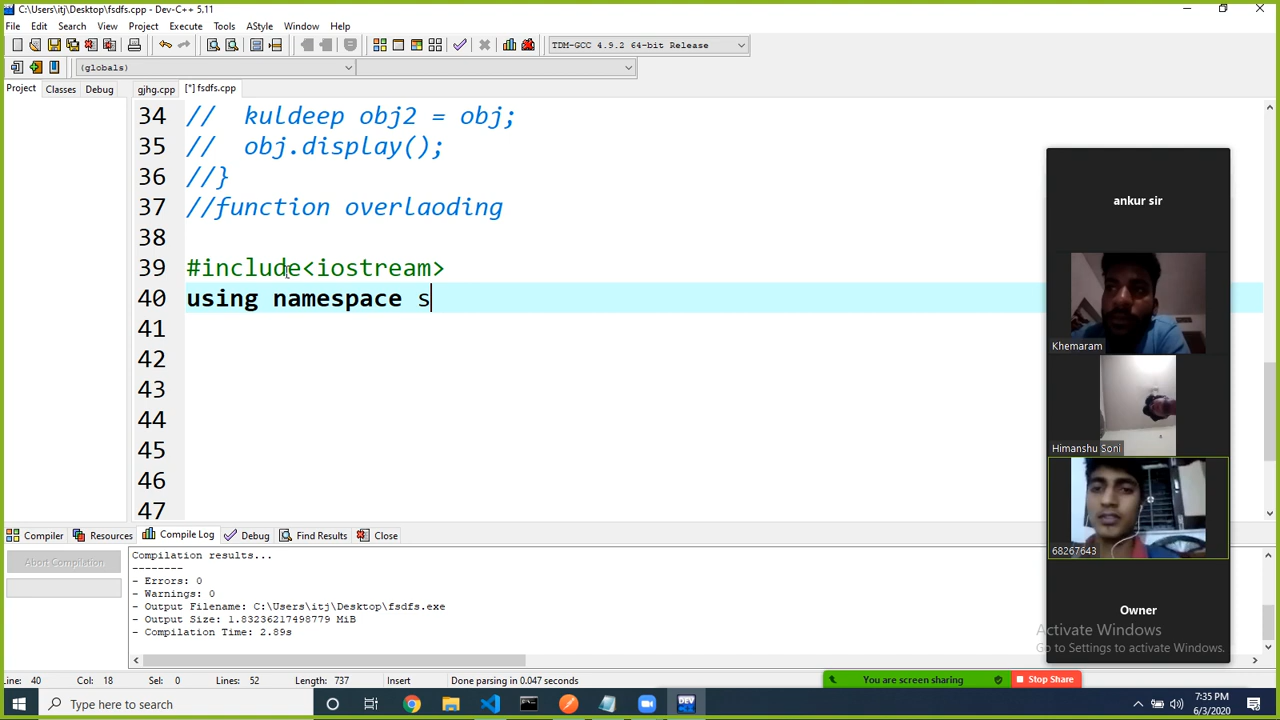 C:\Users\itj\Desktop\fsdfs.cpp - Dev-C++ 5.11
File Edit Search View Project Execute Tools AStyle Window Help
TDM-GCC 4.9.2 64-bit Release
(globals)
Project Classes Debug gjhg.cpp [*] fsdfs.cpp
34 // kuldeep obj2 = obj;
35 // obj.display();
36 //}
37 //function overlaoding
38
39 #include<iostream>
40 using namespace s
41
42
43
44
45
46
47
ankur sir
Khemaram
Himanshu Soni
68267643
Owner
Compiler Resources Compile Log Debug Find Results Close
Abort Compilation
Compilation results...
--------
- Errors: 0
- Warnings: 0
- Output Filename: C:\Users\itj\Desktop\fsdfs.exe
- Output Size: 1.83236217498779 MiB
- Compilation Time: 2.89s
Activate Windows
Go to Settings to activate Windows.
Line: 40 Col: 18 Sel: 0 Lines: 52 Length: 737 Insert Done parsing in 0.047 seconds
You are screen sharing Stop Share
Type here to search
DEV
7:35 PM
6/3/2020